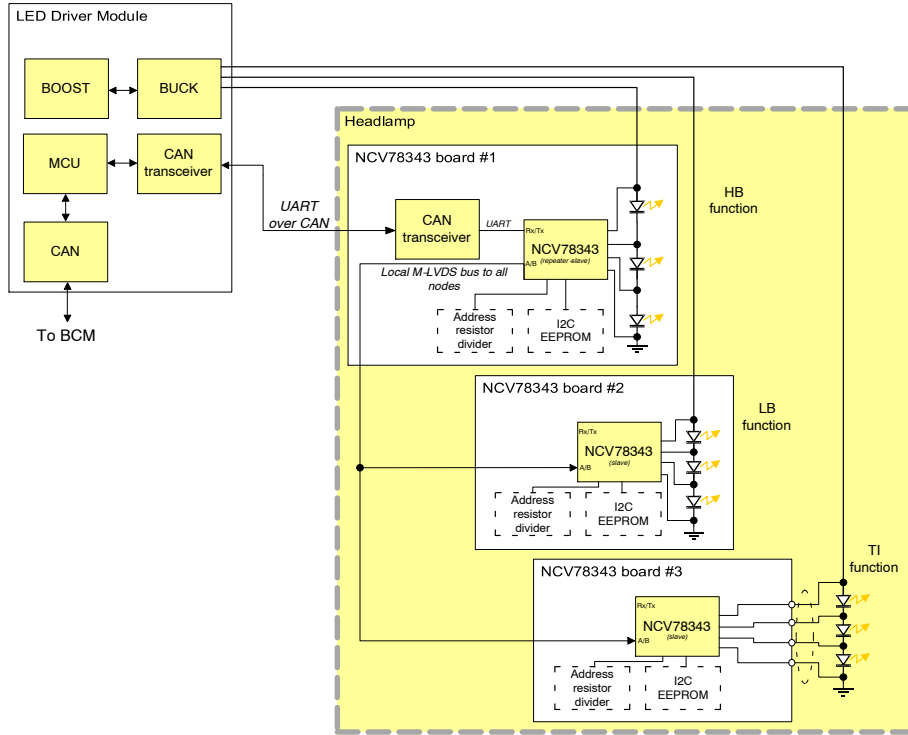 LED Driver Module
BOOST
BUCK
MCU
CAN
transceiver
CAN
To BCM
UART
over CAN
Headlamp
NCV78343 board #1
CAN
transceiver
UART
Rx/Tx
NCV78343
(repeater-slave)
A/B
Local M-LVDS bus to all
nodes
Address
resistor
divider
I2C
EEPROM
HB
function
NCV78343 board #2
Rx/Tx
NCV78343
(slave)
A/B
Address
resistor
divider
I2C
EEPROM
LB
function
NCV78343 board #3
Rx/Tx
NCV78343
(slave)
A/B
Address
resistor
divider
I2C
EEPROM
TI
function